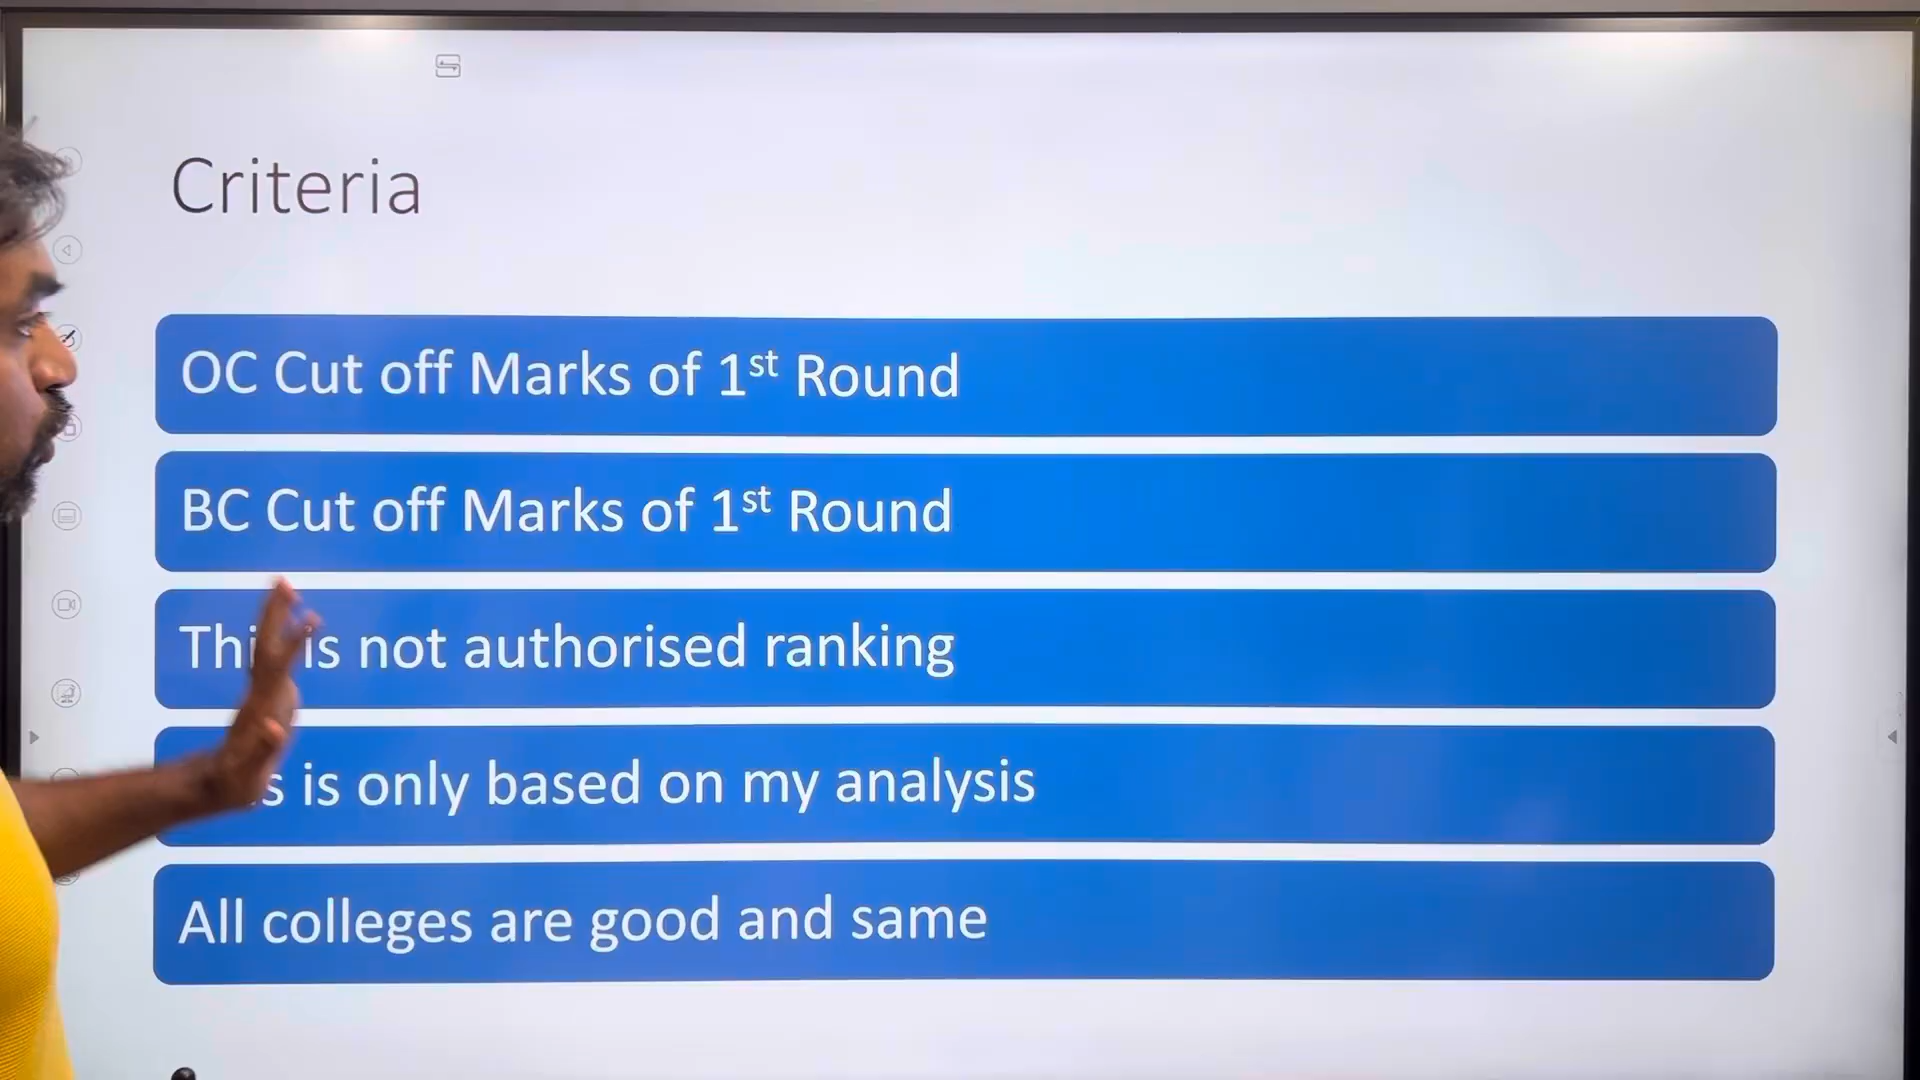 Criteria
OC Cut off Marks of 1st Round
BC Cut off Marks of 1st Round
is not authorised ranking
is only based on my analysis
All colleges are good and same